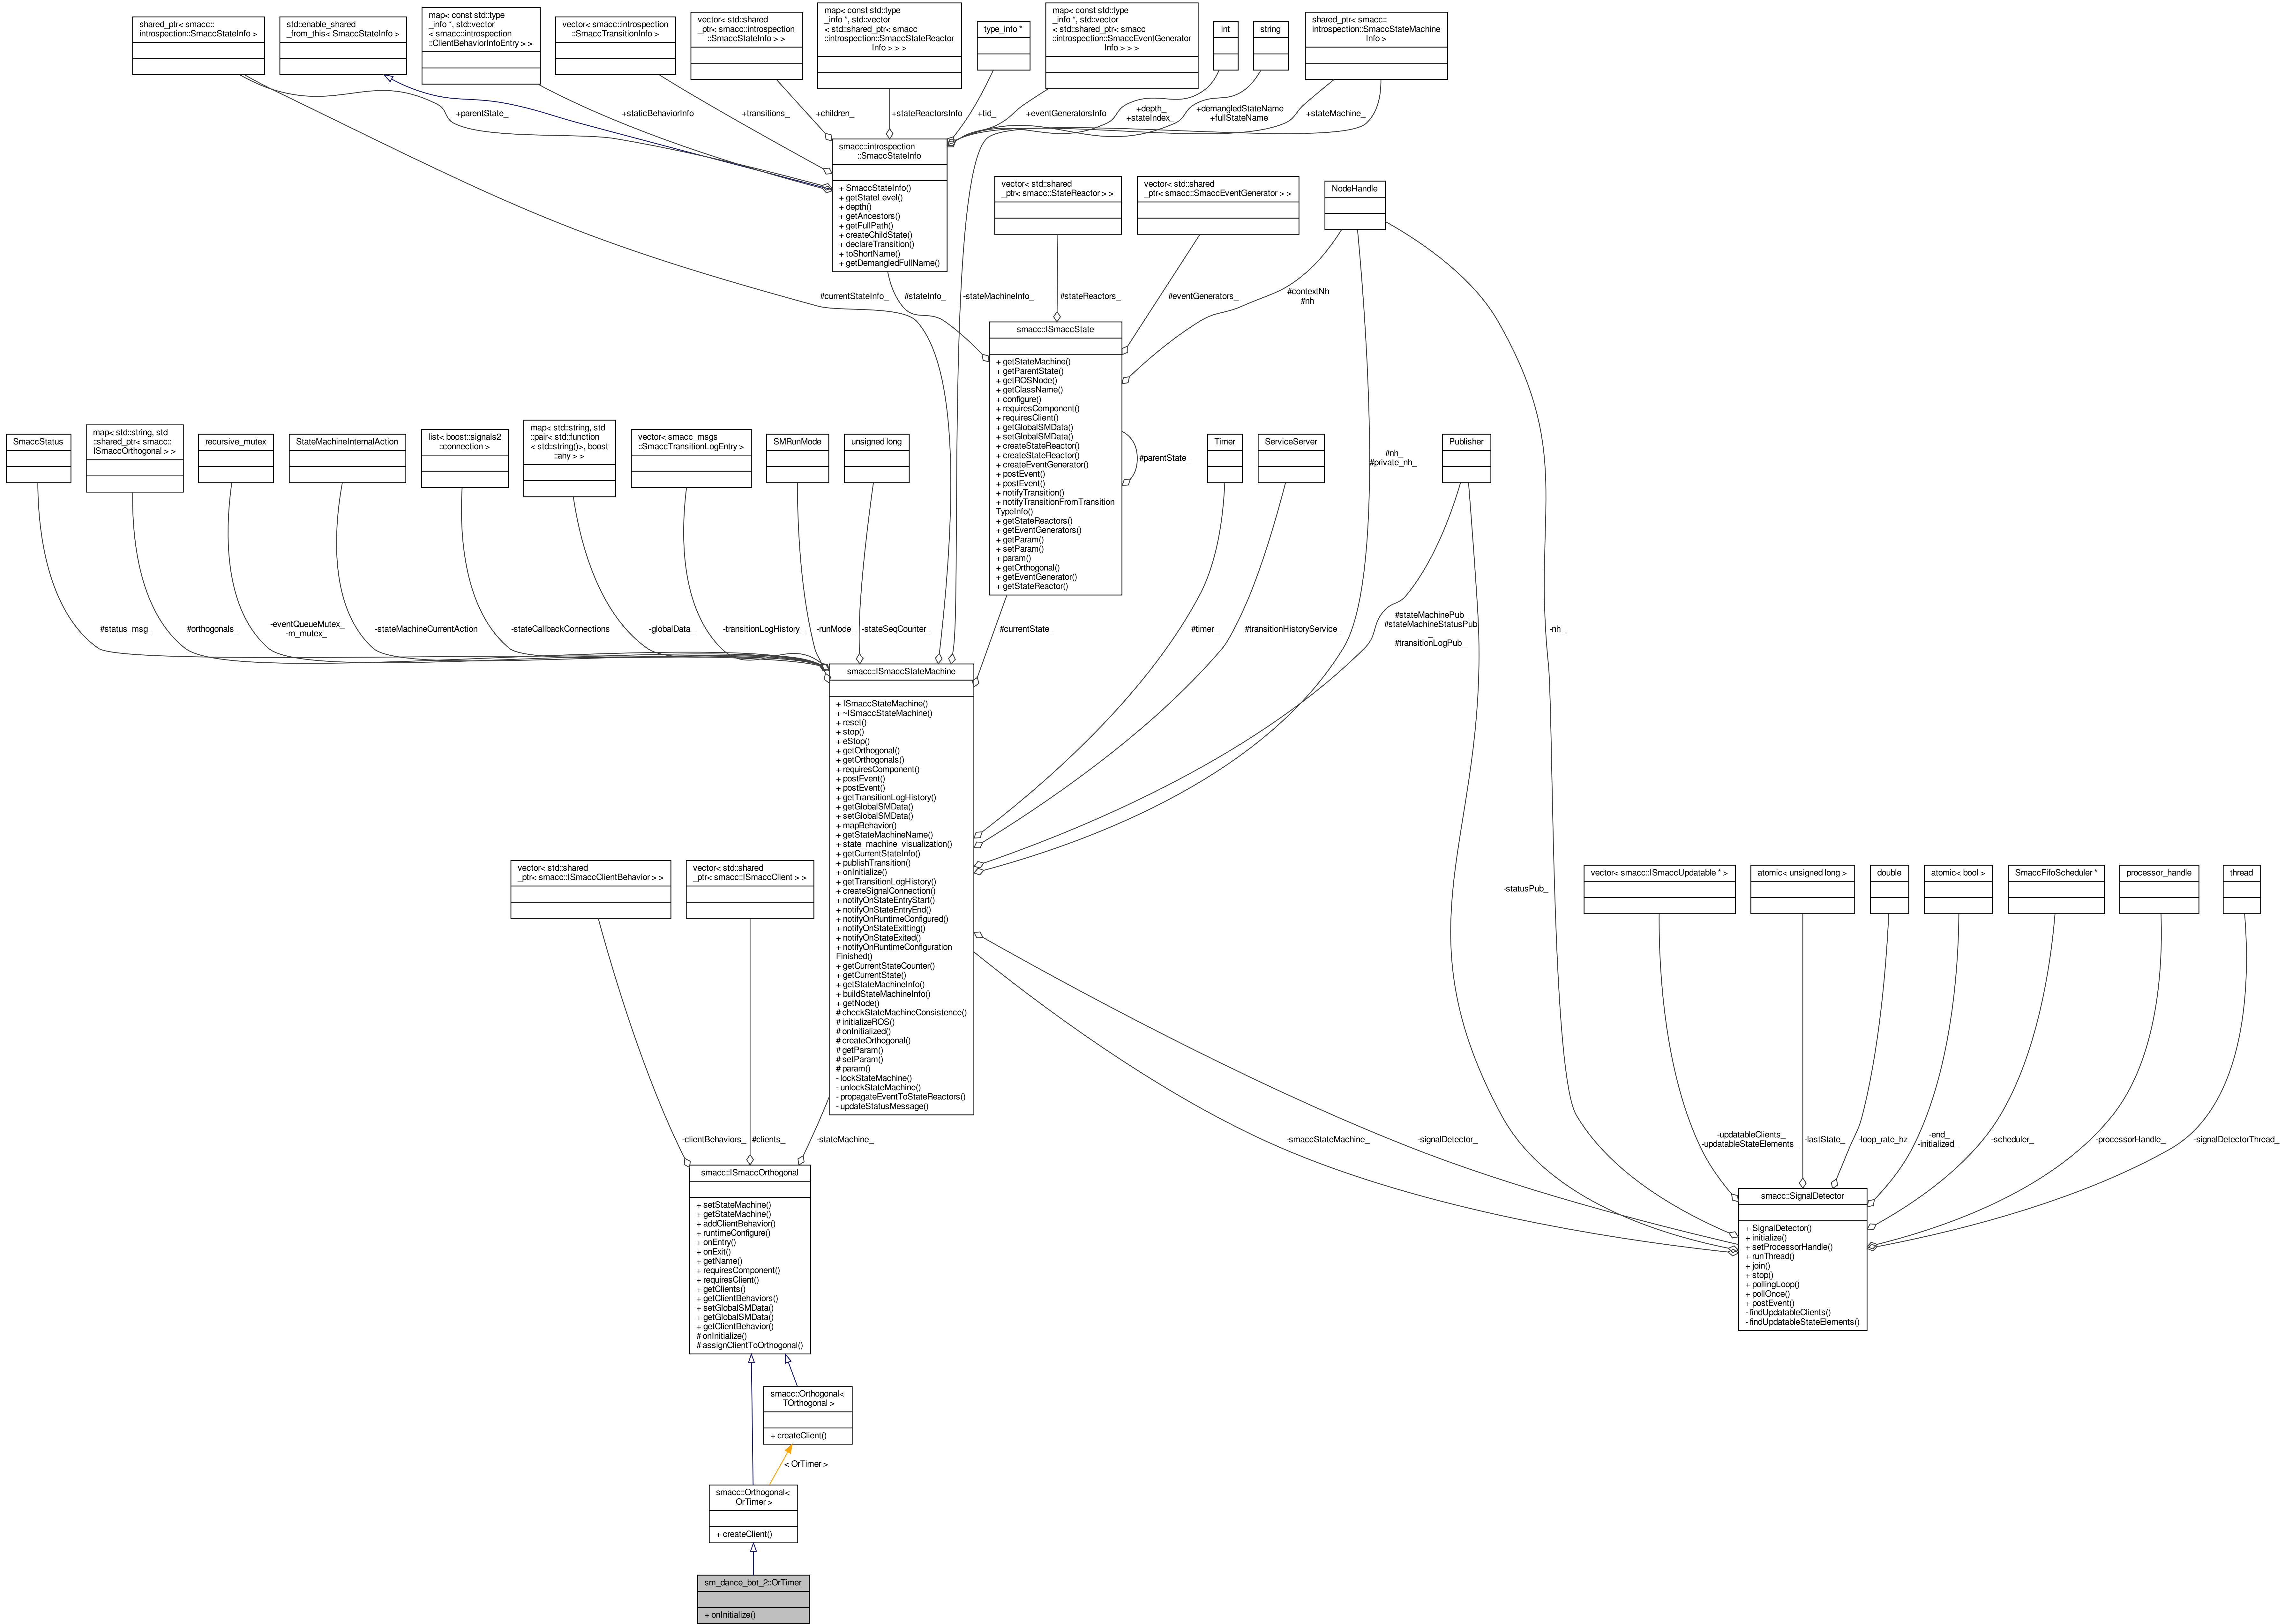 shared_ptr< smacc::
introspection::SmaccStateInfo >
std::enable_shared
_from_this< SmaccStateInfo >
map< const std::type
_info *, std::vector
< smacc::introspection
::ClientBehaviorInfoEntry > >
vector< smacc::introspection
::SmaccTransitionInfo >
vector< std::shared
_ptr< smacc::introspection
::SmaccStateInfo > >
map< const std::type
_info *, std::vector
< std::shared_ptr< smacc
::introspection::SmaccStateReactor
Info > > >
type_info *
map< const std::type
_info *, std::vector
< std::shared_ptr< smacc
::introspection::SmaccEventGenerator
Info > > >
int
string
shared_ptr< smacc::
introspection::SmaccStateMachine
Info >
+parentState_
+staticBehaviorInfo
+transitions_
+children_
+stateReactorsInfo
+tid_
+eventGeneratorsInfo
+depth_
+stateIndex_
+demangledStateName
+fullStateName
+stateMachine_
smacc::introspection
::SmaccStateInfo
+ SmaccStateInfo()
+ getStateLevel()
+ depth()
+ getAncestors()
+ getFullPath()
+ createChildState()
+ declareTransition()
+ toShortName()
+ getDemangledFullName()
vector< std::shared
_ptr< smacc::StateReactor > >
vector< std::shared
_ptr< smacc::SmaccEventGenerator > >
NodeHandle
#currentStateInfo_
#stateInfo_
-stateMachineInfo_
#stateReactors_
#eventGenerators_
#contextNh
#nh
smacc::ISmaccState
+ getStateMachine()
+ getParentState()
+ getROSNode()
+ getClassName()
+ configure()
+ requiresComponent()
+ requiresClient()
+ getGlobalSMData()
+ setGlobalSMData()
+ createStateReactor()
+ createStateReactor()
+ createEventGenerator()
+ postEvent()
+ postEvent()
+ notifyTransition()
+ notifyTransitionFromTransition
TypeInfo()
+ getStateReactors()
+ getEventGenerators()
+ getParam()
+ setParam()
+ param()
+ getOrthogonal()
+ getEventGenerator()
+ getStateReactor()
#parentState_
SmaccStatus
map< std::string, std
::shared_ptr< smacc::
ISmaccOrthogonal > >
recursive_mutex
StateMachineInternalAction
list< boost::signals2
::connection >
map< std::string, std
::pair< std::function
< std::string()>, boost
::any > >
vector< smacc_msgs
::SmaccTransitionLogEntry >
SMRunMode
unsigned long
Timer
ServiceServer
Publisher
#nh_
#private_nh_
#status_msg_
#orthogonals_
-eventQueueMutex_
-m_mutex_
-stateMachineCurrentAction
-stateCallbackConnections
-globalData_
-transitionLogHistory_
-runMode_
-stateSeqCounter_
#currentState_
#timer_
#transitionHistoryService_
#stateMachinePub_
#stateMachineStatusPub
_
#transitionLogPub_
-nh_
smacc::ISmaccStateMachine
+ ISmaccStateMachine()
+ ~ISmaccStateMachine()
+ reset()
+ stop()
+ eStop()
+ getOrthogonal()
+ getOrthogonals()
+ requiresComponent()
+ postEvent()
+ postEvent()
+ getTransitionLogHistory()
+ getGlobalSMData()
+ setGlobalSMData()
+ mapBehavior()
+ getStateMachineName()
+ state_machine_visualization()
+ getCurrentStateInfo()
+ publishTransition()
+ onInitialize()
+ getTransitionLogHistory()
+ createSignalConnection()
+ notifyOnStateEntryStart()
+ notifyOnStateEntryEnd()
+ notifyOnRuntimeConfigured()
+ notifyOnStateExitting()
+ notifyOnStateExited()
+ notifyOnRuntimeConfiguration
Finished()
+ getCurrentStateCounter()
+ getCurrentState()
+ getStateMachineInfo()
+ buildStateMachineInfo()
+ getNode()
# checkStateMachineConsistence()
# initializeROS()
# onInitialized()
# createOrthogonal()
# getParam()
# setParam()
# param()
- lockStateMachine()
- unlockStateMachine()
- propagateEventToStateReactors()
- updateStatusMessage()
vector< std::shared
_ptr< smacc::ISmaccClientBehavior > >
vector< std::shared
_ptr< smacc::ISmaccClient > >
-statusPub_
vector< smacc::ISmaccUpdatable * >
atomic< unsigned long >
double
atomic< bool >
SmaccFifoScheduler *
processor_handle
thread
-clientBehaviors_
#clients_
-stateMachine_
-smaccStateMachine_
-signalDetector_
-updatableClients_
-updatableStateElements_
-lastState_
-loop_rate_hz
-end_
-initialized_
-scheduler_
-processorHandle_
-signalDetectorThread_
smacc::ISmaccOrthogonal
+ setStateMachine()
+ getStateMachine()
+ addClientBehavior()
+ runtimeConfigure()
+ onEntry()
+ onExit()
+ getName()
+ requiresComponent()
+ requiresClient()
+ getClients()
+ getClientBehaviors()
+ setGlobalSMData()
+ getGlobalSMData()
+ getClientBehavior()
# onInitialize()
# assignClientToOrthogonal()
smacc::SignalDetector
+ SignalDetector()
+ initialize()
+ setProcessorHandle()
+ runThread()
+ join()
+ stop()
+ pollingLoop()
+ pollOnce()
+ postEvent()
- findUpdatableClients()
- findUpdatableStateElements()
smacc::Orthogonal<
TOrthogonal >
+ createClient()
< OrTimer >
smacc::Orthogonal<
OrTimer >
+ createClient()
sm_dance_bot_2::OrTimer
+ onInitialize()